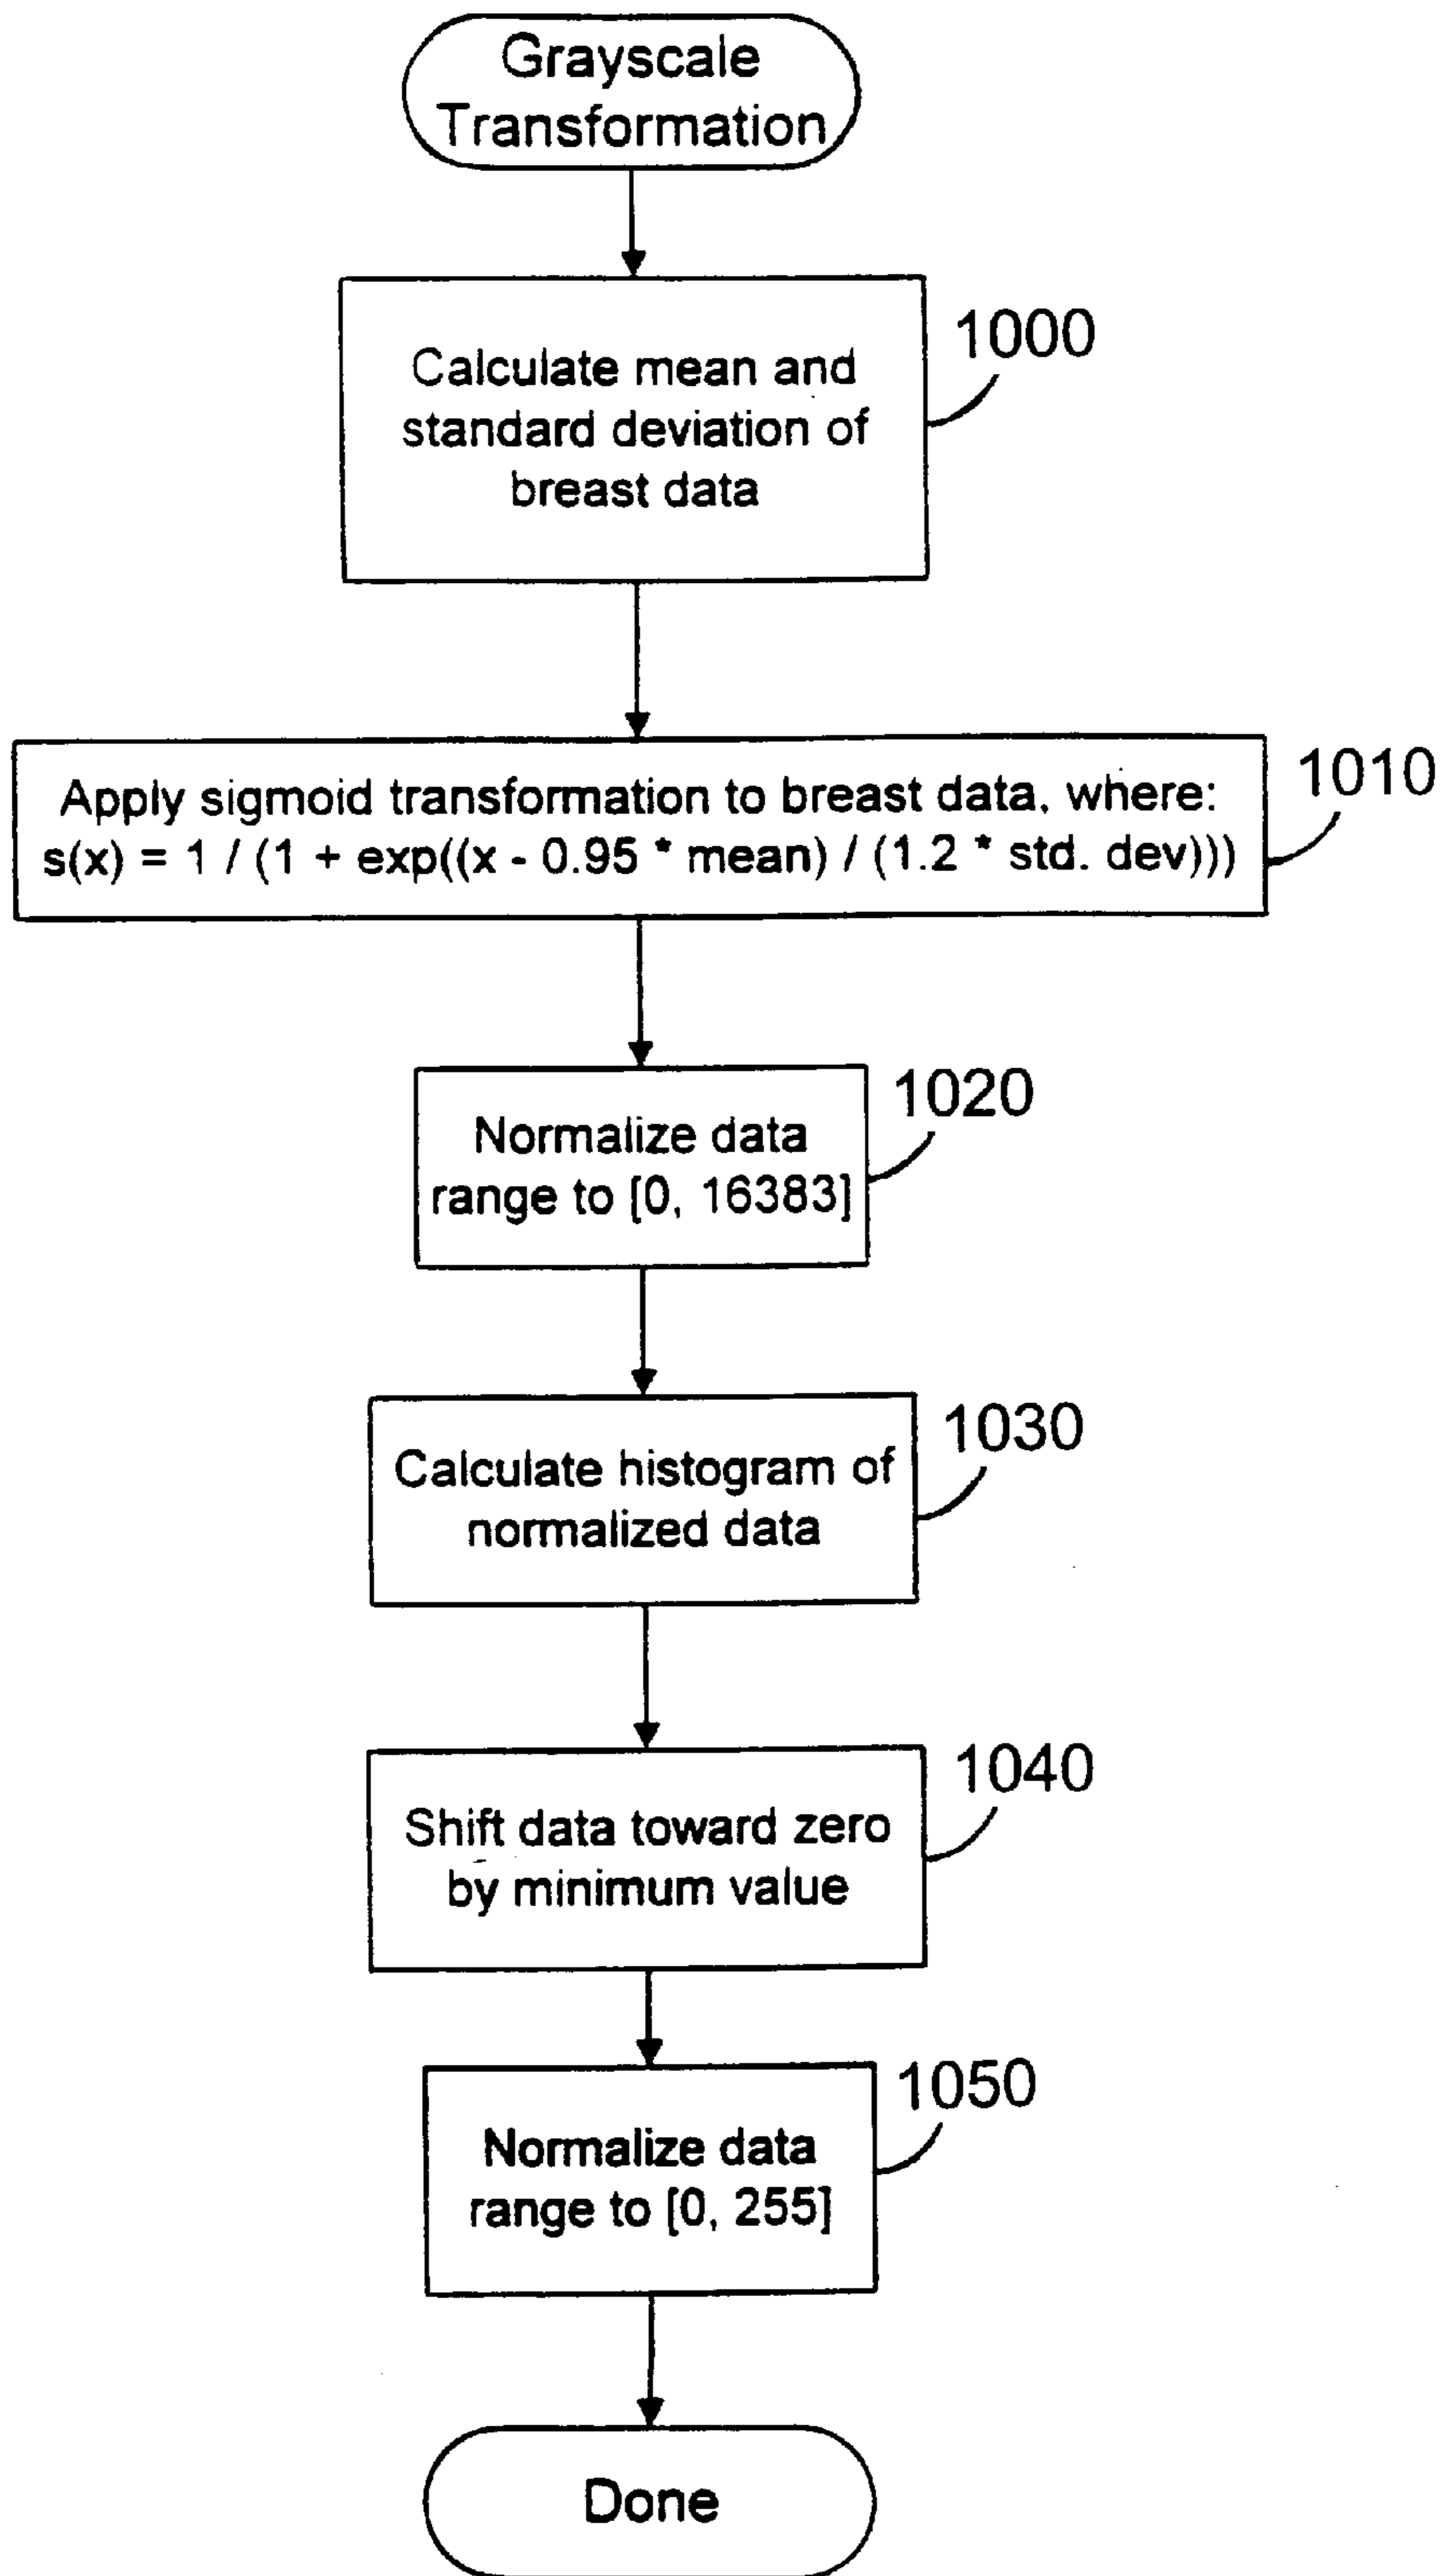 Grayscale
Transformation
Calculate mean and
standard deviation of
breast data
1000
Apply sigmoid transformation to breast data, where:
s(x) = 1 / (1 + exp((x - 0.95 * mean) / (1.2 * std. dev)))
1010
Normalize data
range to [0, 16383]
1020
Calculate histogram of
normalized data
1030
Shift data toward zero
by minimum value
1040
Normalize data
range to [0, 255]
1050
Done